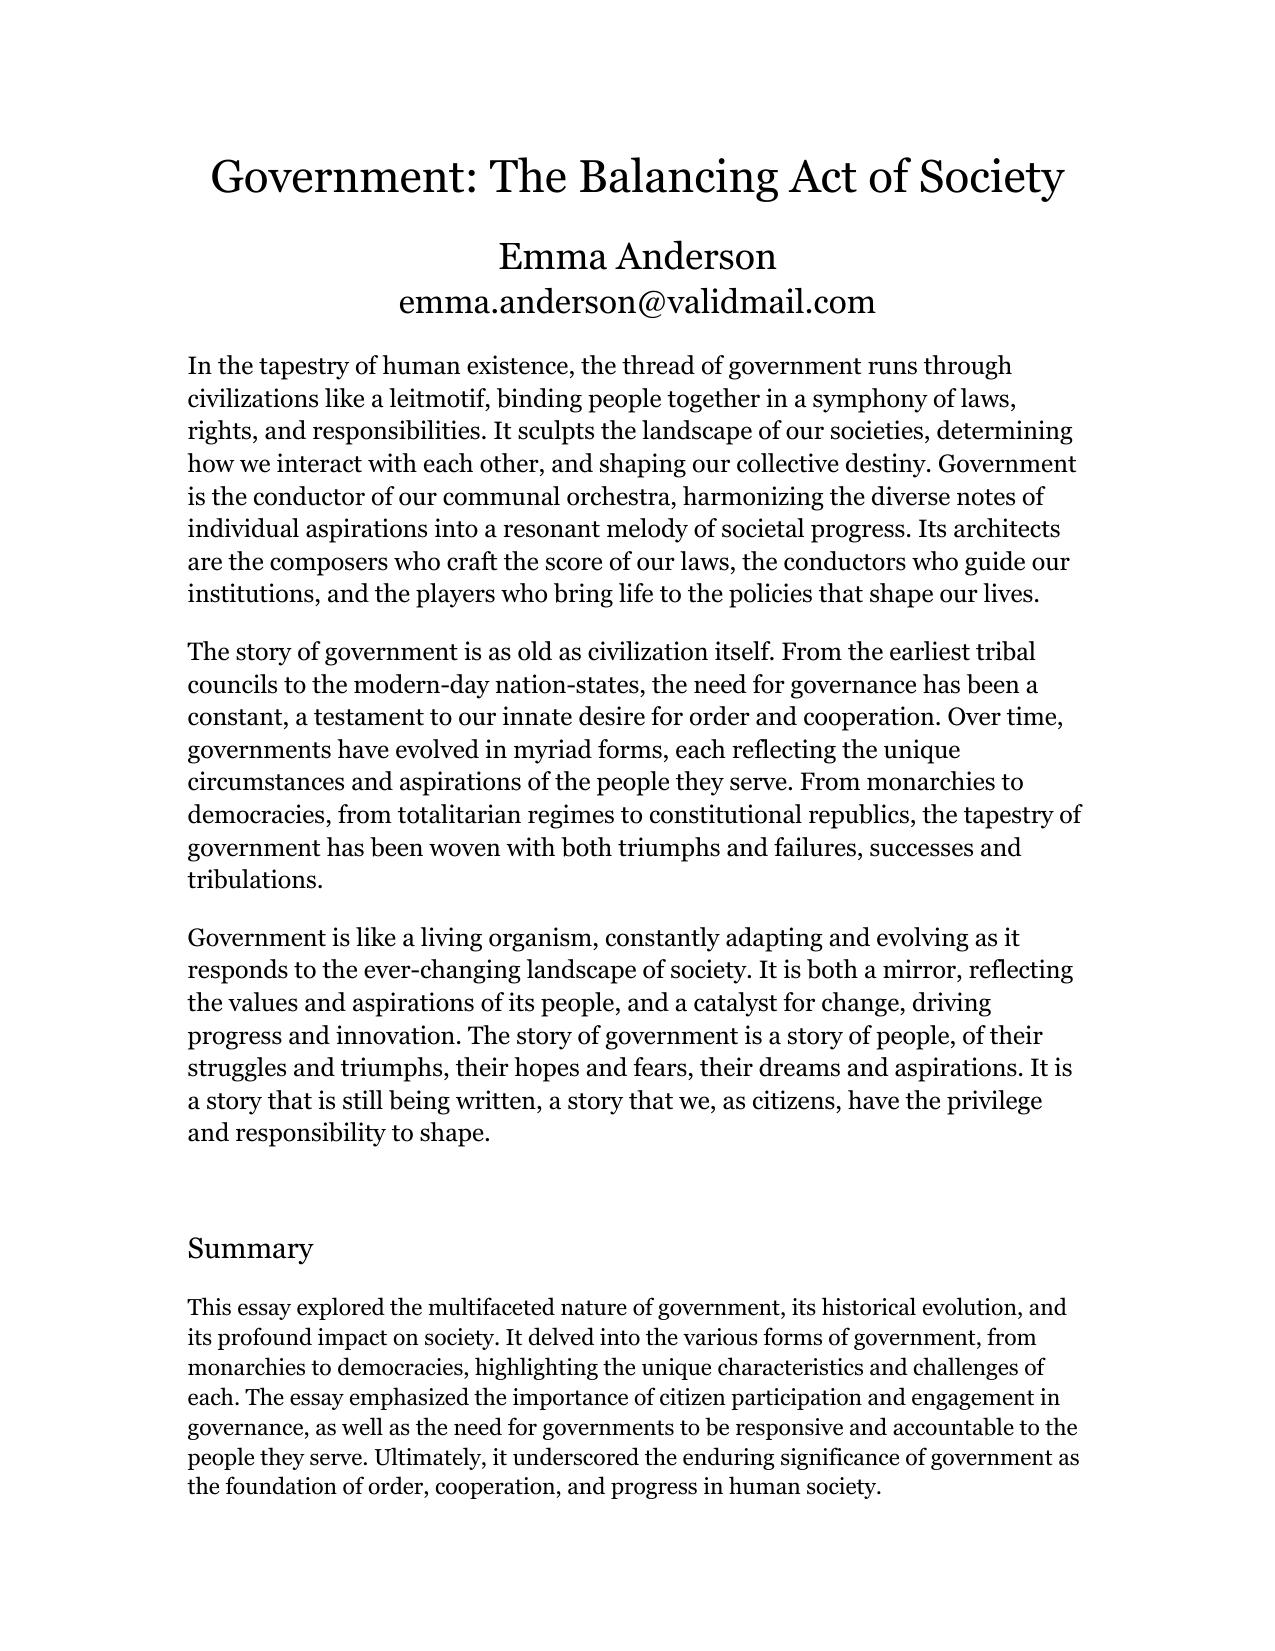 Government: The Balancing Act of Society
Emma Anderson
emma.anderson@validmail.com
In the tapestry of human existence, the thread of government runs through
civilizations like a leitmotif, binding people together in a symphony of laws,
rights, and responsibilities. It sculpts the landscape of our societies, determining
how we interact with each other, and shaping our collective destiny. Government
is the conductor of our communal orchestra, harmonizing the diverse notes of
individual aspirations into a resonant melody of societal progress. Its architects
are the composers who craft the score of our laws, the conductors who guide our
institutions, and the players who bring life to the policies that shape our lives.
The story of government is as old as civilization itself. From the earliest tribal
councils to the modern-day nation-states, the need for governance has been a
constant, a testament to our innate desire for order and cooperation. Over time,
governments have evolved in myriad forms, each reflecting the unique
circumstances and aspirations of the people they serve. From monarchies to
democracies, from totalitarian regimes to constitutional republics, the tapestry of
government has been woven with both triumphs and failures, successes and
tribulations.
Government is like a living organism, constantly adapting and evolving as it
responds to the ever-changing landscape of society. It is both a mirror, reflecting
the values and aspirations of its people, and a catalyst for change, driving
progress and innovation. The story of government is a story of people, of their
struggles and triumphs, their hopes and fears, their dreams and aspirations. It is
a story that is still being written, a story that we, as citizens, have the privilege
and responsibility to shape.
Summary
This essay explored the multifaceted nature of government, its historical evolution, and
its profound impact on society. It delved into the various forms of government, from
monarchies to democracies, highlighting the unique characteristics and challenges of
each. The essay emphasized the importance of citizen participation and engagement in
governance, as well as the need for governments to be responsive and accountable to the
people they serve. Ultimately, it underscored the enduring significance of government as
the foundation of order, cooperation, and progress in human society.